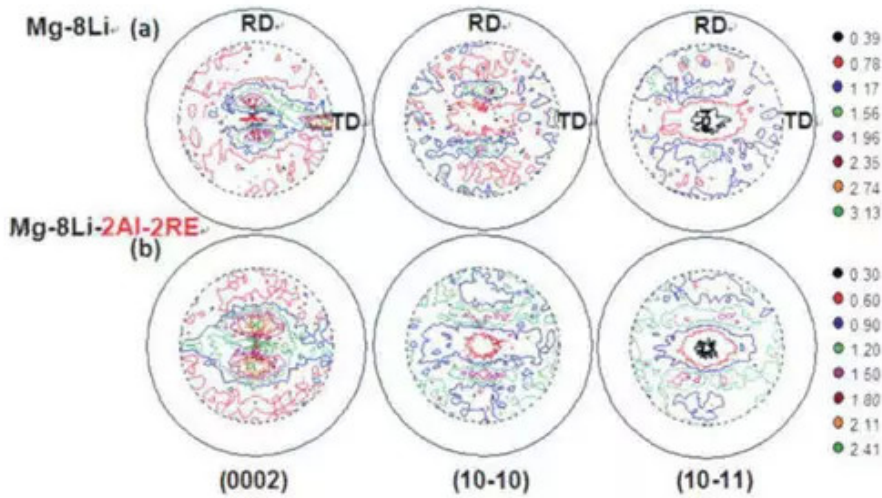 Mg-8Li (a)
RD
RD
RD
TD
TD
TD
0.39
0.78
1.17
1.56
1.96
2.35
2.74
3.13
Mg-8Li-2Al-2RE
(b)
0.30
0.60
0.90
1.20
1.50
1.80
2.11
2.41
(0002)
(10-10)
(10-11)